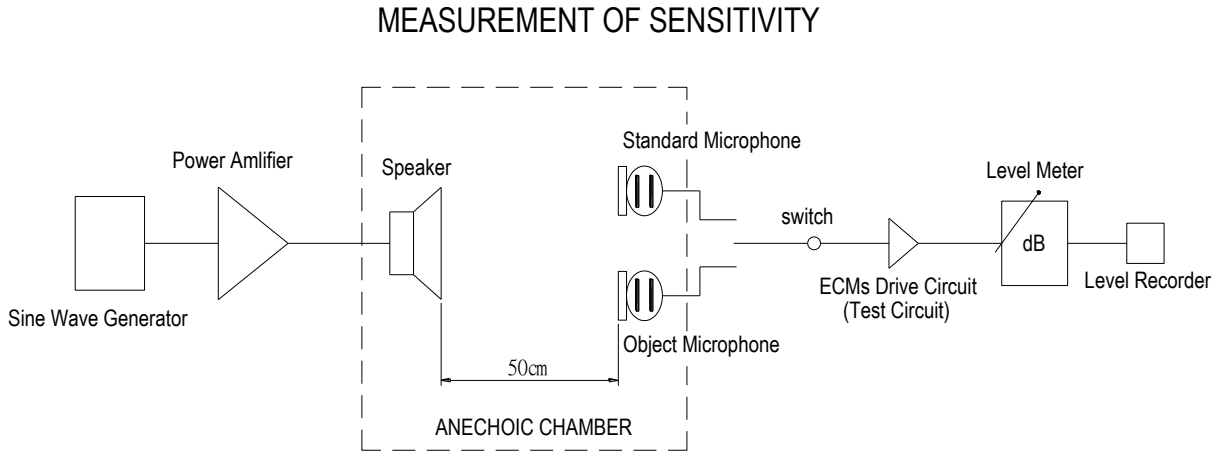 MEASUREMENT OF SENSITIVITY
Power Amlifier
Speaker
Standard Microphone
Level Meter
switch
dB
Sine Wave Generator
ECMs Drive Circuit
(Test Circuit)
Level Recorder
Object Microphone
50cm
ANECHOIC CHAMBER